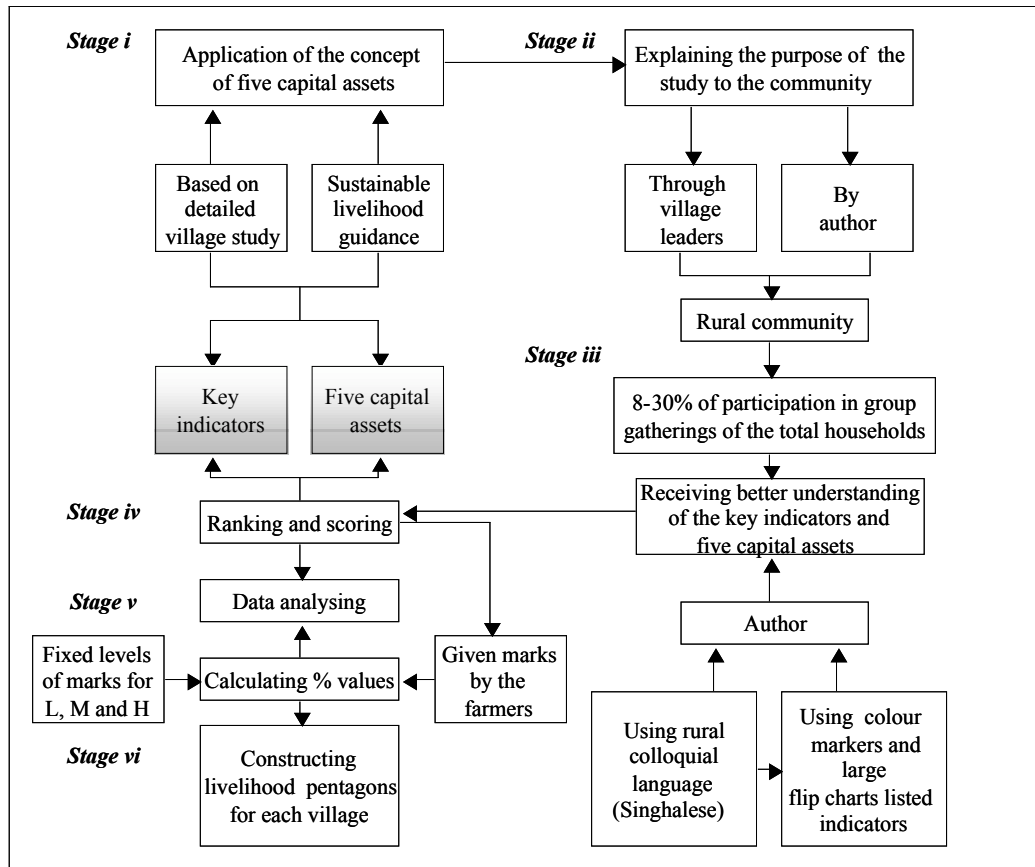 Stage i
Application of the concept
of five capital assets
Stage ii
Explaining the purpose of the
study to the community
Based on
detailed
village study
Sustainable
livelihood
guidance
Through
village
leaders
By
author
Rural community
Stage iii
Key
indicators
Five capital
assets
8-30% of participation in group
gatherings of the total households
Stage iv
Ranking and scoring
Receiving better understanding
of the key indicators and
five capital assets
Stage v
Data analysing
Author
Fixed levels
of marks for
L, M and H
Calculating % values
Given marks
by the
farmers
Stage vi
Constructing
livelihood pentagons
for each village
Using rural
colloquial
language
(Singhalese)
Using colour
markers and
large
flip charts listed
indicators